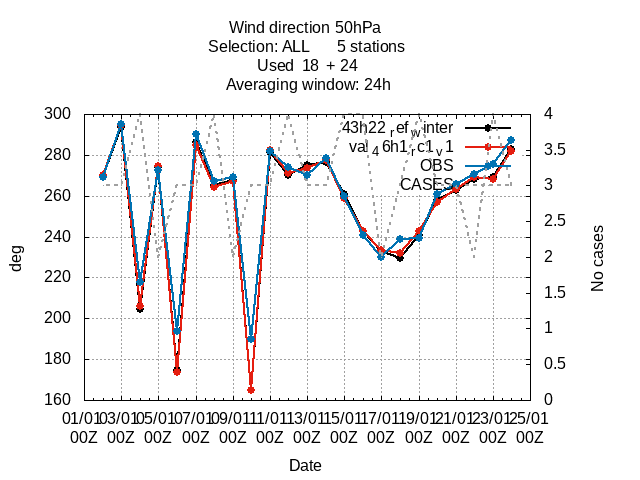 Wind direction 50hPa
Selection: ALL 5 stations
Used 18 + 24
Averaging window: 24h
300
280
260
240
220
200
180
160
deg
4
3.5
3
2.5
2
1.5
1
0.5
0
No cases
43h22_ref_winter
val_46h1_rc1_v1
OBS
CASES
01/01 03/01 05/01 07/01 09/01 11/01 13/01 15/01 17/01 19/01 21/01 23/01 25/01
00Z 00Z 00Z 00Z 00Z 00Z 00Z 00Z 00Z 00Z 00Z 00Z 00Z
Date